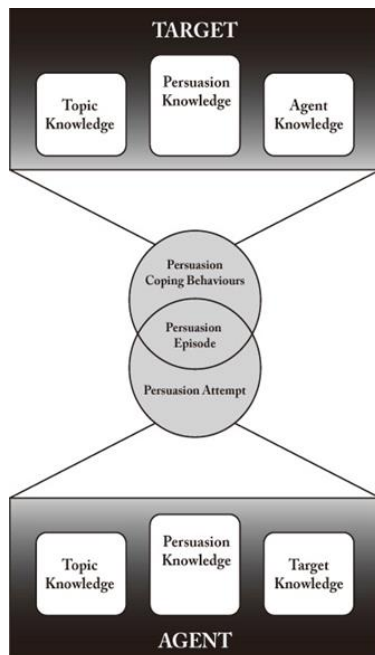 TARGET
Topic
Knowledge
Persuasion
Knowledge
Agent
Knowledge
Persuasion
Coping Behaviours
Persuasion
Episode
Persuasion Attempt
Topic
Knowledge
Persuasion
Knowledge
Target
Knowledge
AGENT